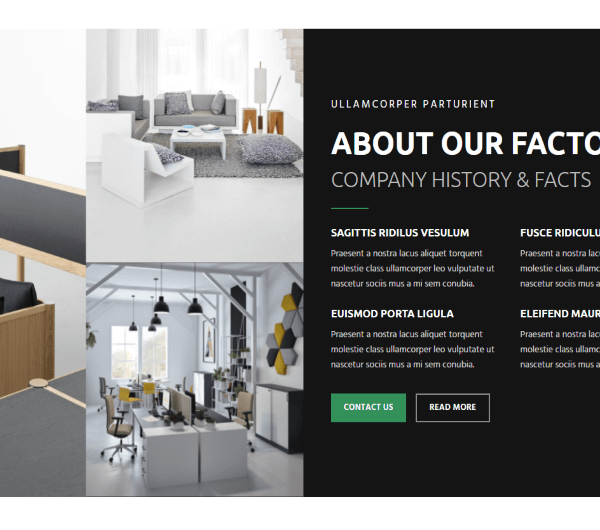 ULLAMCORPER PARTURIENT
ABOUT OUR FACTO
COMPANY HISTORY & FACTS
SAGITTIS RIDILUS VESULUM
Praesent a nostra lacus aliquet torquent
molestie class ullamcorper leo vulputate ut
nascetur sociis mus a mi sem conubia.
FUSCE RIDICULU
Praesent a nostra lacus
molestie class ullamco
nascetur sociis mus a
EUISMOD PORTA LIGULA
Praesent a nostra lacus aliquet torquent
molestie class ullamcorper leo vulputate ut
nascetur sociis mus a mi sem conubia.
ELEIFEND MAUR
Praesent a nostra lacus
molestie class ullamco
nascetur sociis mus a
CONTACT US
READ MORE